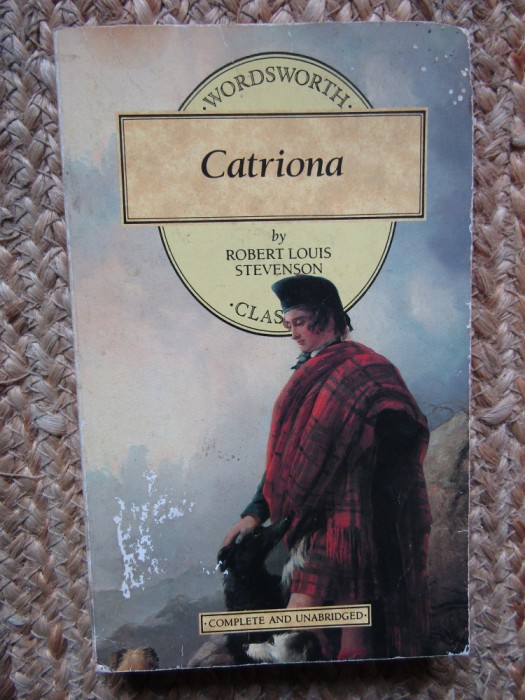 ·WORDSWORTH·
Catriona
by
ROBERT LOUIS
STEVENSON
·CLAS
·COMPLETE AND UNABRIDGED·